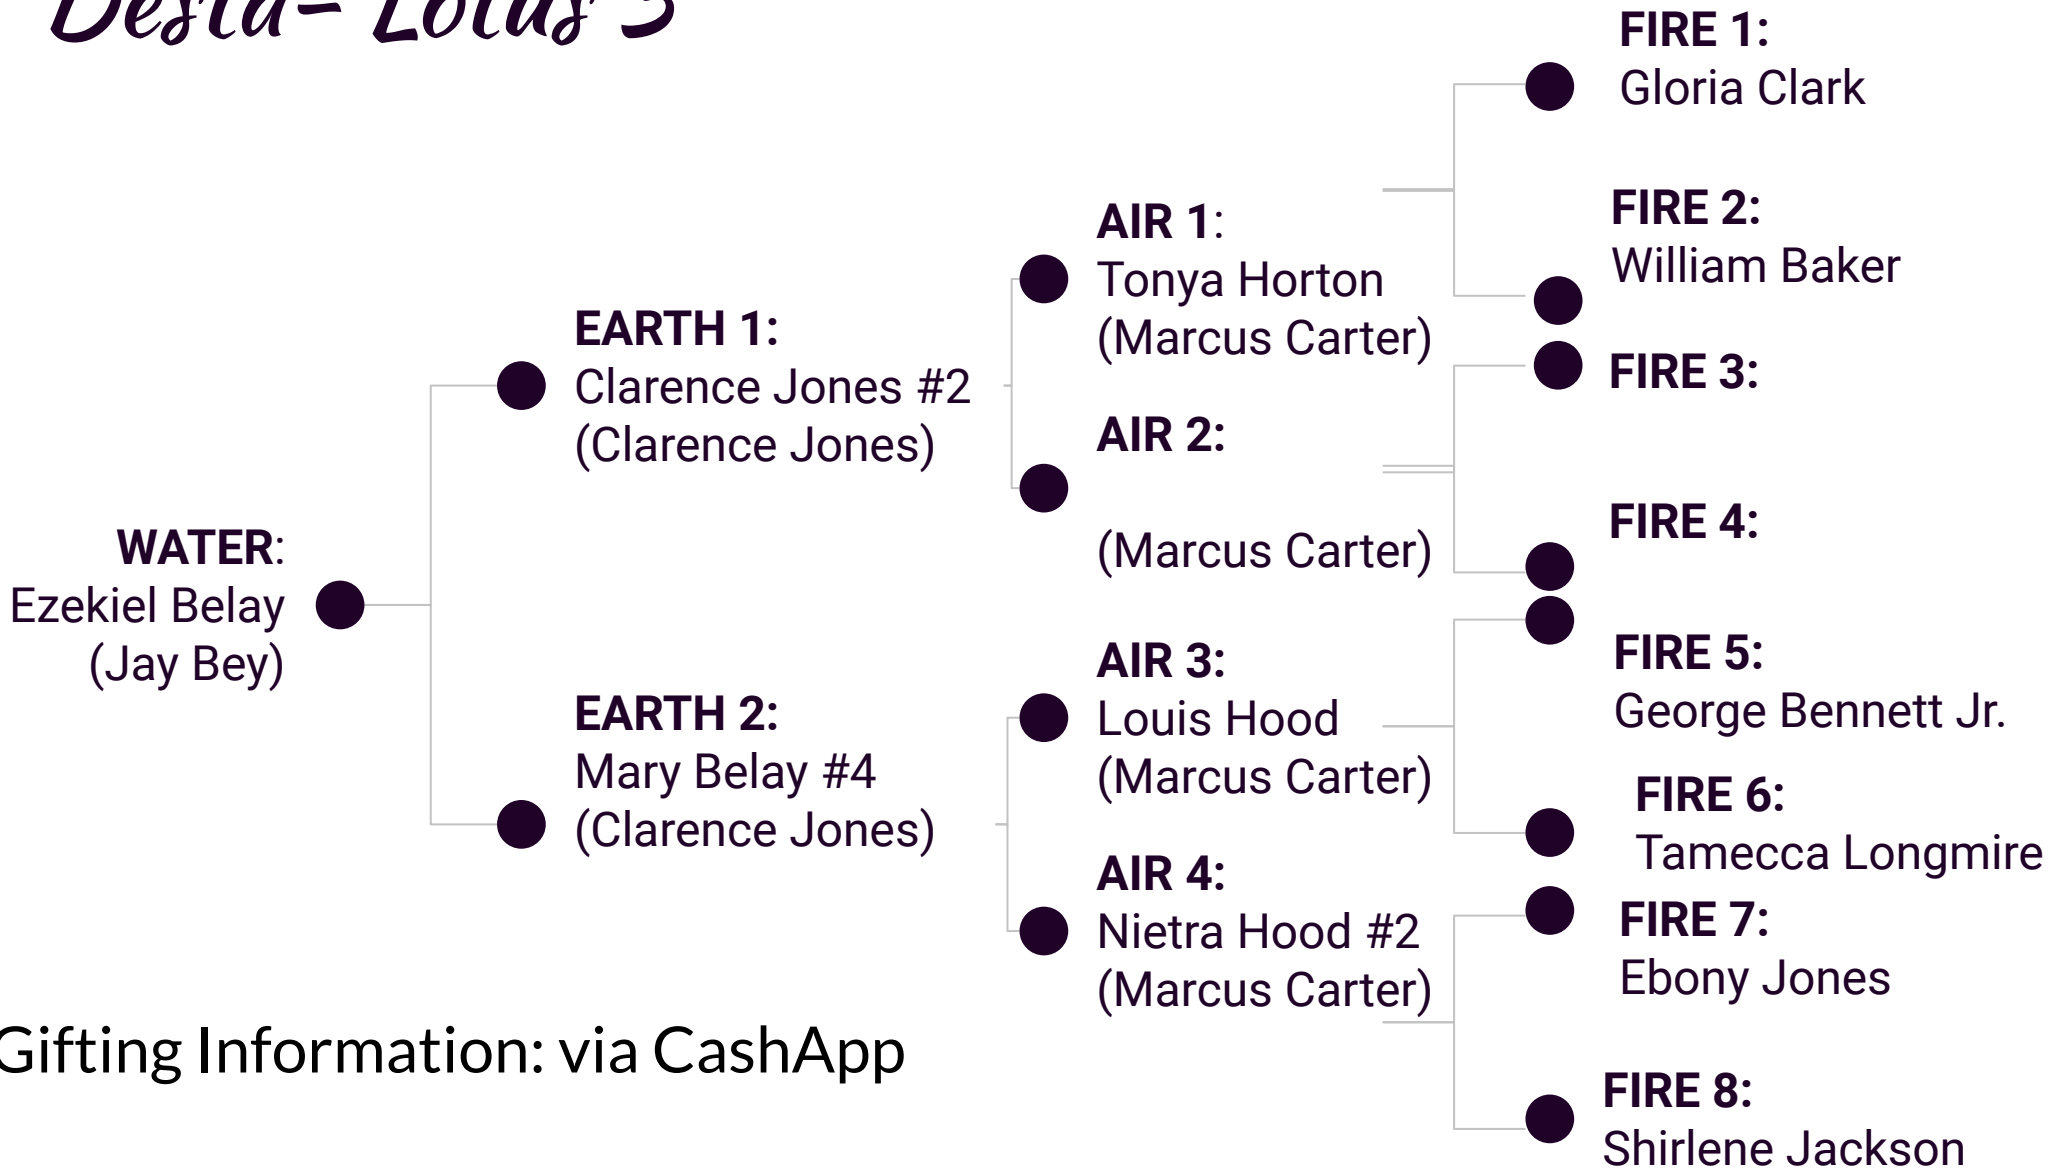 Desta- Lotus 3
WATER:
Ezekiel Belay
(Jay Bey)
EARTH 1:
Clarence Jones #2
(Clarence Jones)
EARTH 2:
Mary Belay #4
(Clarence Jones)
AIR 1:
Tonya Horton
(Marcus Carter)
AIR 2:
(Marcus Carter)
AIR 3:
Louis Hood
(Marcus Carter)
AIR 4:
Nietra Hood #2
(Marcus Carter)
FIRE 1:
Gloria Clark
FIRE 2:
William Baker
FIRE 3:
FIRE 4:
FIRE 5:
George Bennett Jr.
FIRE 6:
Tamecca Longmire
FIRE 7:
Ebony Jones
FIRE 8:
Shirlene Jackson
Gifting Information: via CashApp